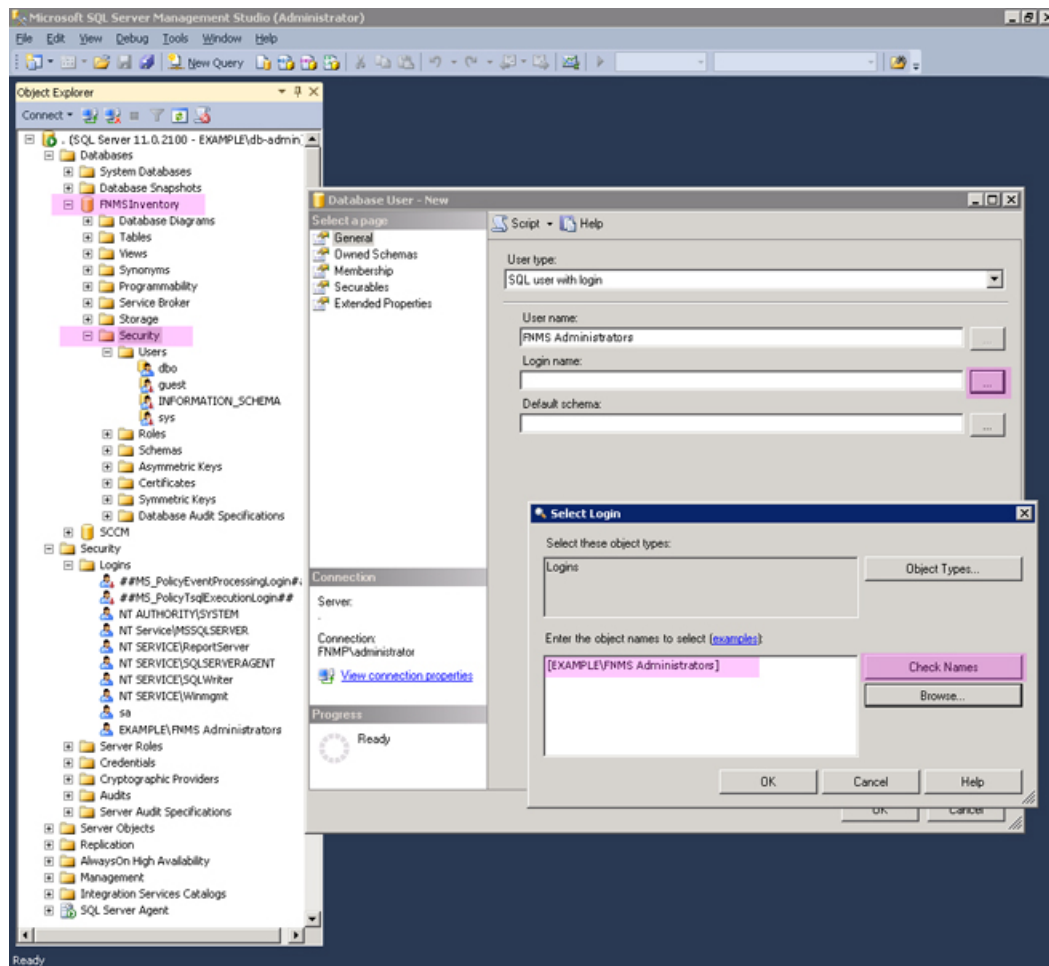 Microsoft SQL Server Management Studio (Administrator)
File Edit View Debug Tools Window Help
New Query
Object Explorer
Connect
. (SQL Server 11.0.2100 - EXAMPLE\db-admin)
Databases
System Databases
Database Snapshots
FNMSInventory
Database Diagrams
Tables
Views
Synonyms
Programmability
Service Broker
Storage
Security
Users
dbo
guest
INFORMATION_SCHEMA
sys
Roles
Schemas
Asymmetric Keys
Certificates
Symmetric Keys
Database Audit Specifications
SCCM
Security
Logins
##MS_PolicyEventProcessingLogin#
##MS_PolicyTsqlExecutionLogin##
NT AUTHORITY\SYSTEM
NT Service\MSSQLSERVER
NT SERVICE\ReportServer
NT SERVICE\SQLSERVERAGENT
NT SERVICE\SQLWriter
NT SERVICE\Winmgmt
sa
EXAMPLE\FNMS Administrators
Server Roles
Credentials
Cryptographic Providers
Audits
Server Audit Specifications
Server Objects
Replication
AlwaysOn High Availability
Management
Integration Services Catalogs
SQL Server Agent
Ready
Database User - New
Select a page
General
Owned Schemas
Membership
Securables
Extended Properties
Connection
Server:
.
Connection:
FNMP\administrator
View connection properties
Progress
Ready
Script Help
User type:
SQL user with login
User name:
FNMS Administrators
...
Login name:
...
Default schema:
...
OK Cancel
Select Login
Select these object types:
Logins
Object Types...
Enter the object names to select (examples):
[EXAMPLE\FNMS Administrators]
Check Names
Browse...
OK Cancel Help